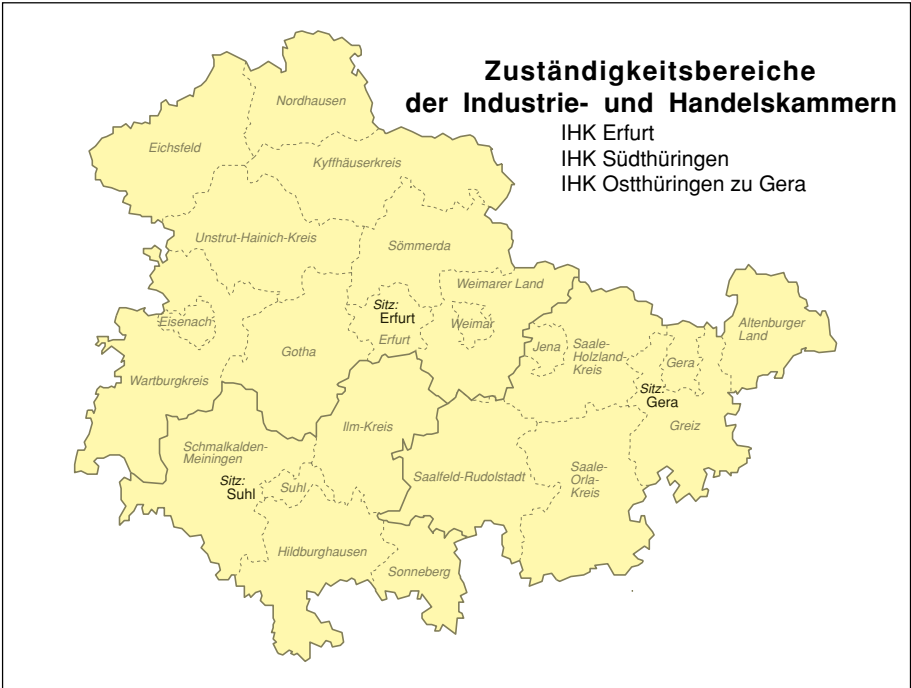 Zuständigkeitsbereiche
der Industrie- und Handelskammern
IHK Erfurt
IHK Südthüringen
IHK Ostthüringen zu Gera
Nordhausen
Eichsfeld
Kyffhäuserkreis
Unstrut-Hainich-Kreis
Sömmerda
Weimarer Land
Sitz:
Erfurt
Erfurt
Weimar
Eisenach
Gotha
Wartburgkreis
Jena
Saale-
Holzland-
Kreis
Gera
Altenburger
Land
Sitz:
Gera
Greiz
Ilm-Kreis
Schmalkalden-
Meiningen
Sitz:
Suhl
Suhl
Saalfeld-Rudolstadt
Saale-
Orla-
Kreis
Hildburghausen
Sonneberg